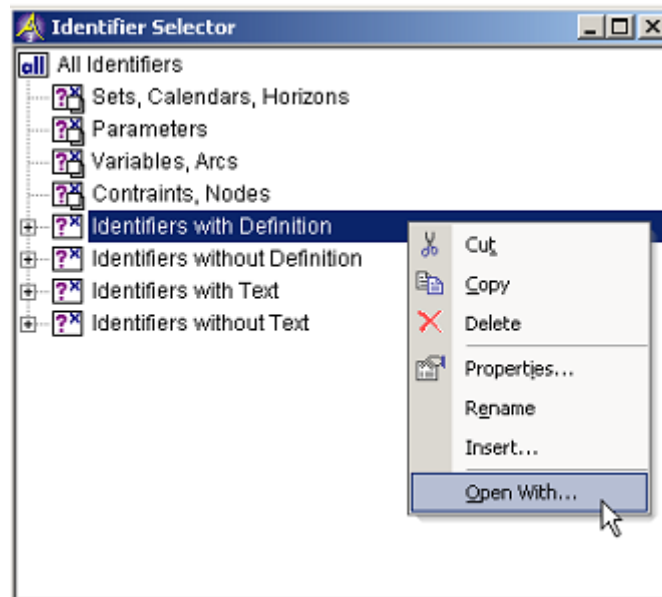 Identifier Selector
all All Identifiers
Sets, Calendars, Horizons
Parameters
Variables, Arcs
Contraints, Nodes
Identifiers with Definition
Identifiers without Definition
Identifiers with Text
Identifiers without Text
Cut
Copy
Delete
Properties...
Rename
Insert...
Open With...